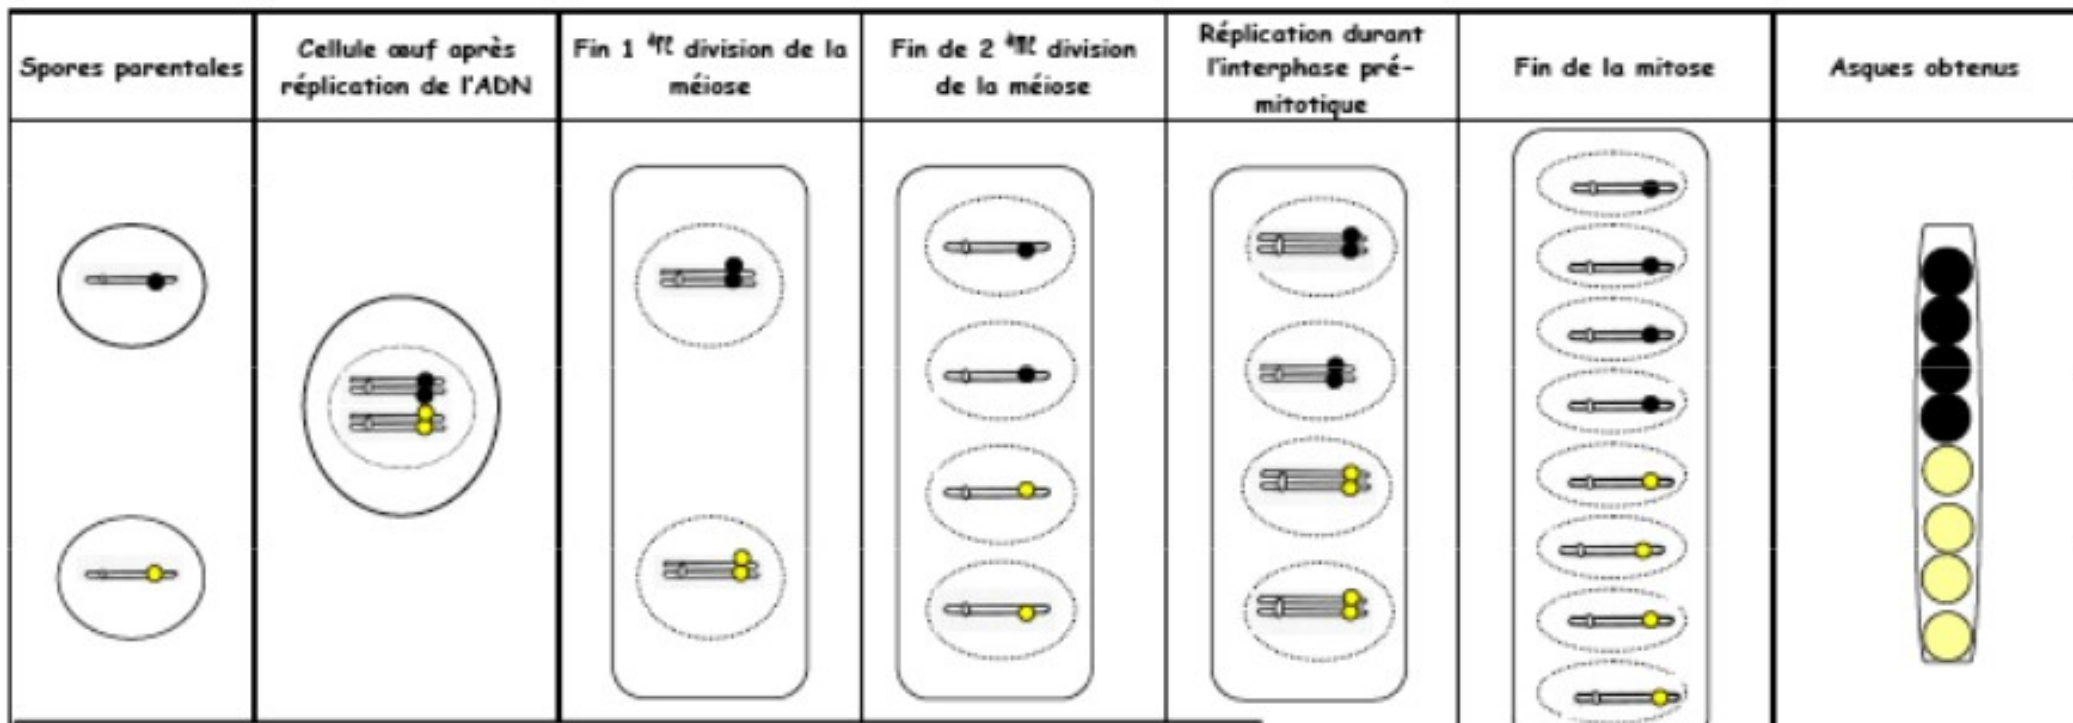 Spores parentales
Cellule œuf après
réplication de l'ADN
Fin 1 ère division de la
méiose
Fin de 2 ème division
de la méiose
Réplication durant
l'interphase pré-
mitotique
Fin de la mitose
Asques obtenus